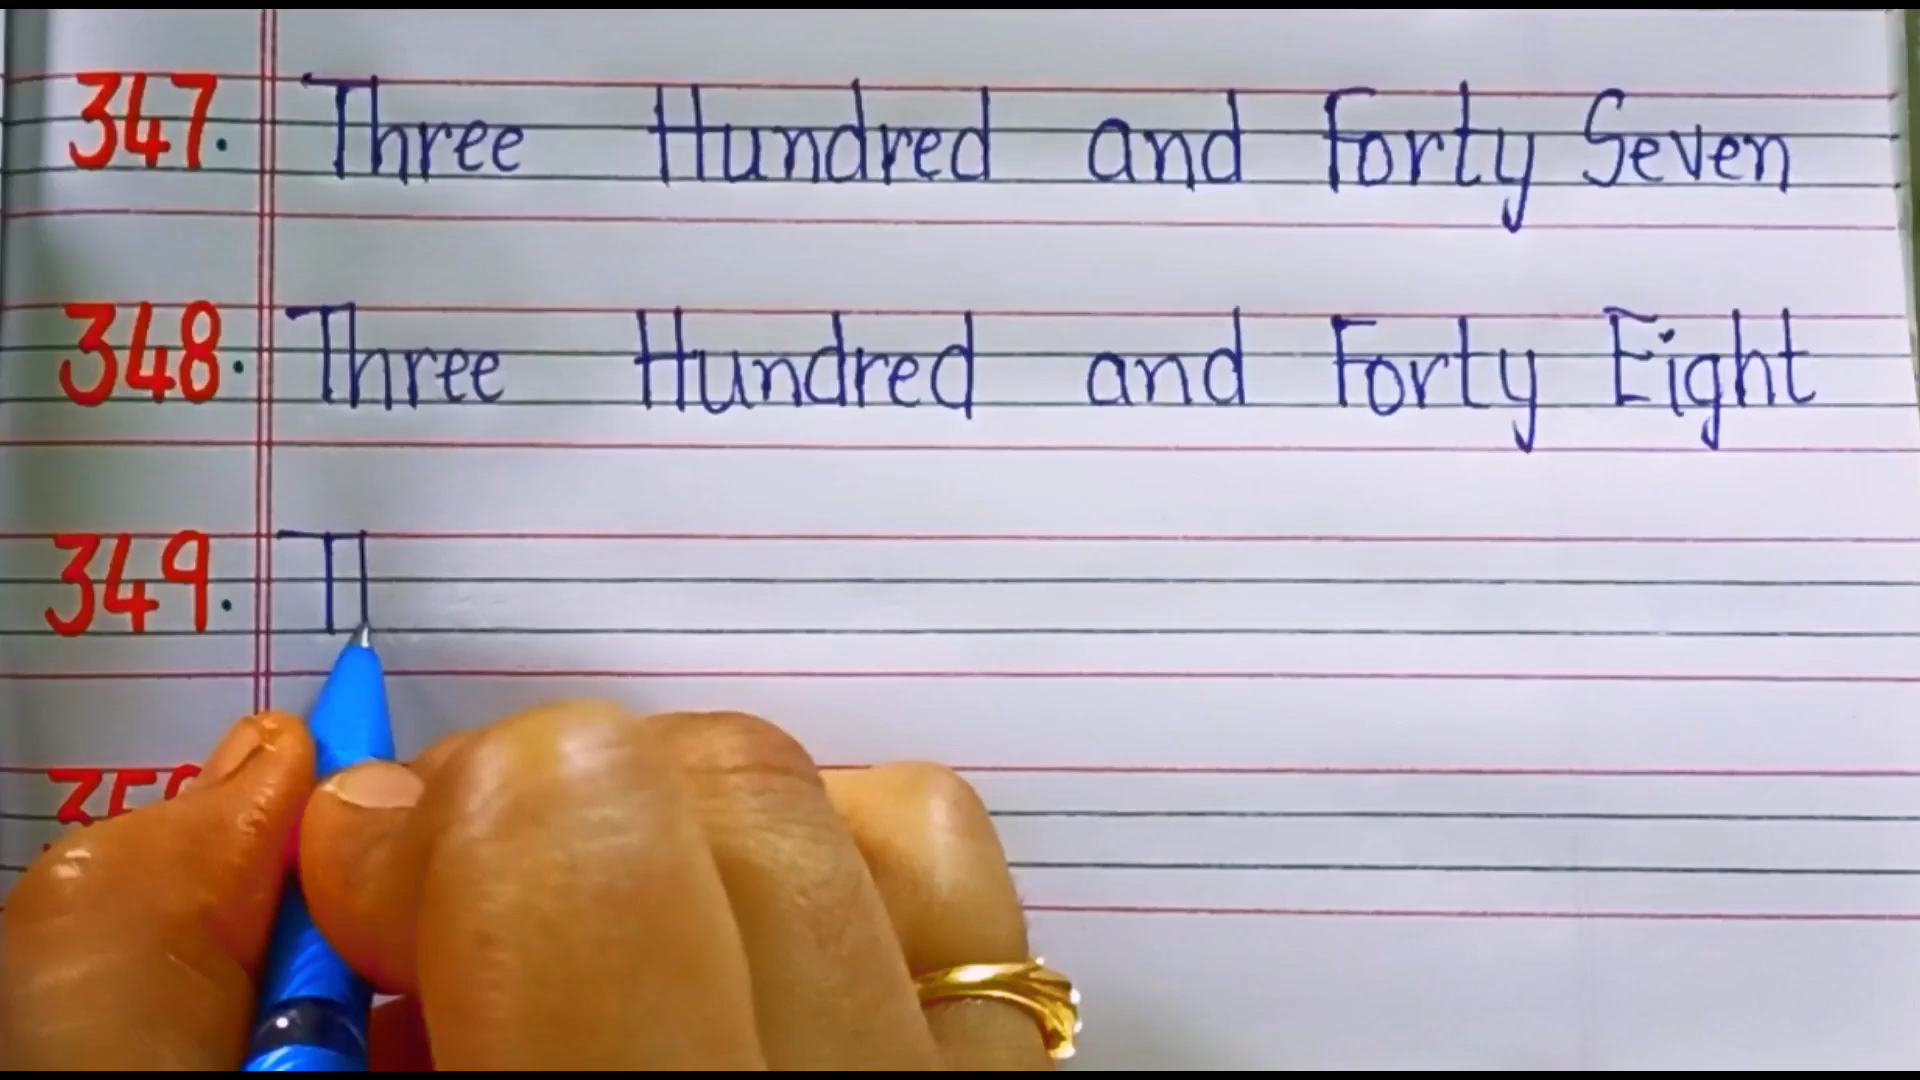 347. Three Hundred and Forty Seven
348. Three Hundred and Forty Eight
349. T